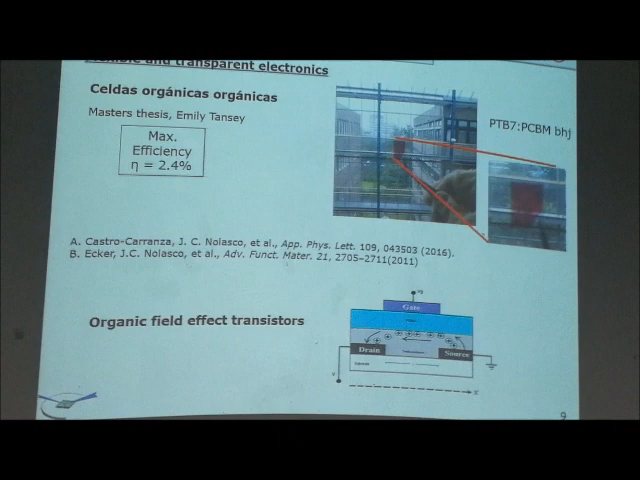 Flexible and transparent electronics
Celdas orgánicas orgánicas
Masters thesis, Emily Tansey
Max.
Efficiency
η = 2.4%
PTB7:PCBM bhj
A. Castro-Carranza, J. C. Nolasco, et al., App. Phys. Lett. 109, 043503 (2016).
B. Ecker, J.C. Nolasco, et al., Adv. Funct. Mater. 21, 2705–2711(2011)
Organic field effect transistors
Gate
Drain
Source
x
9